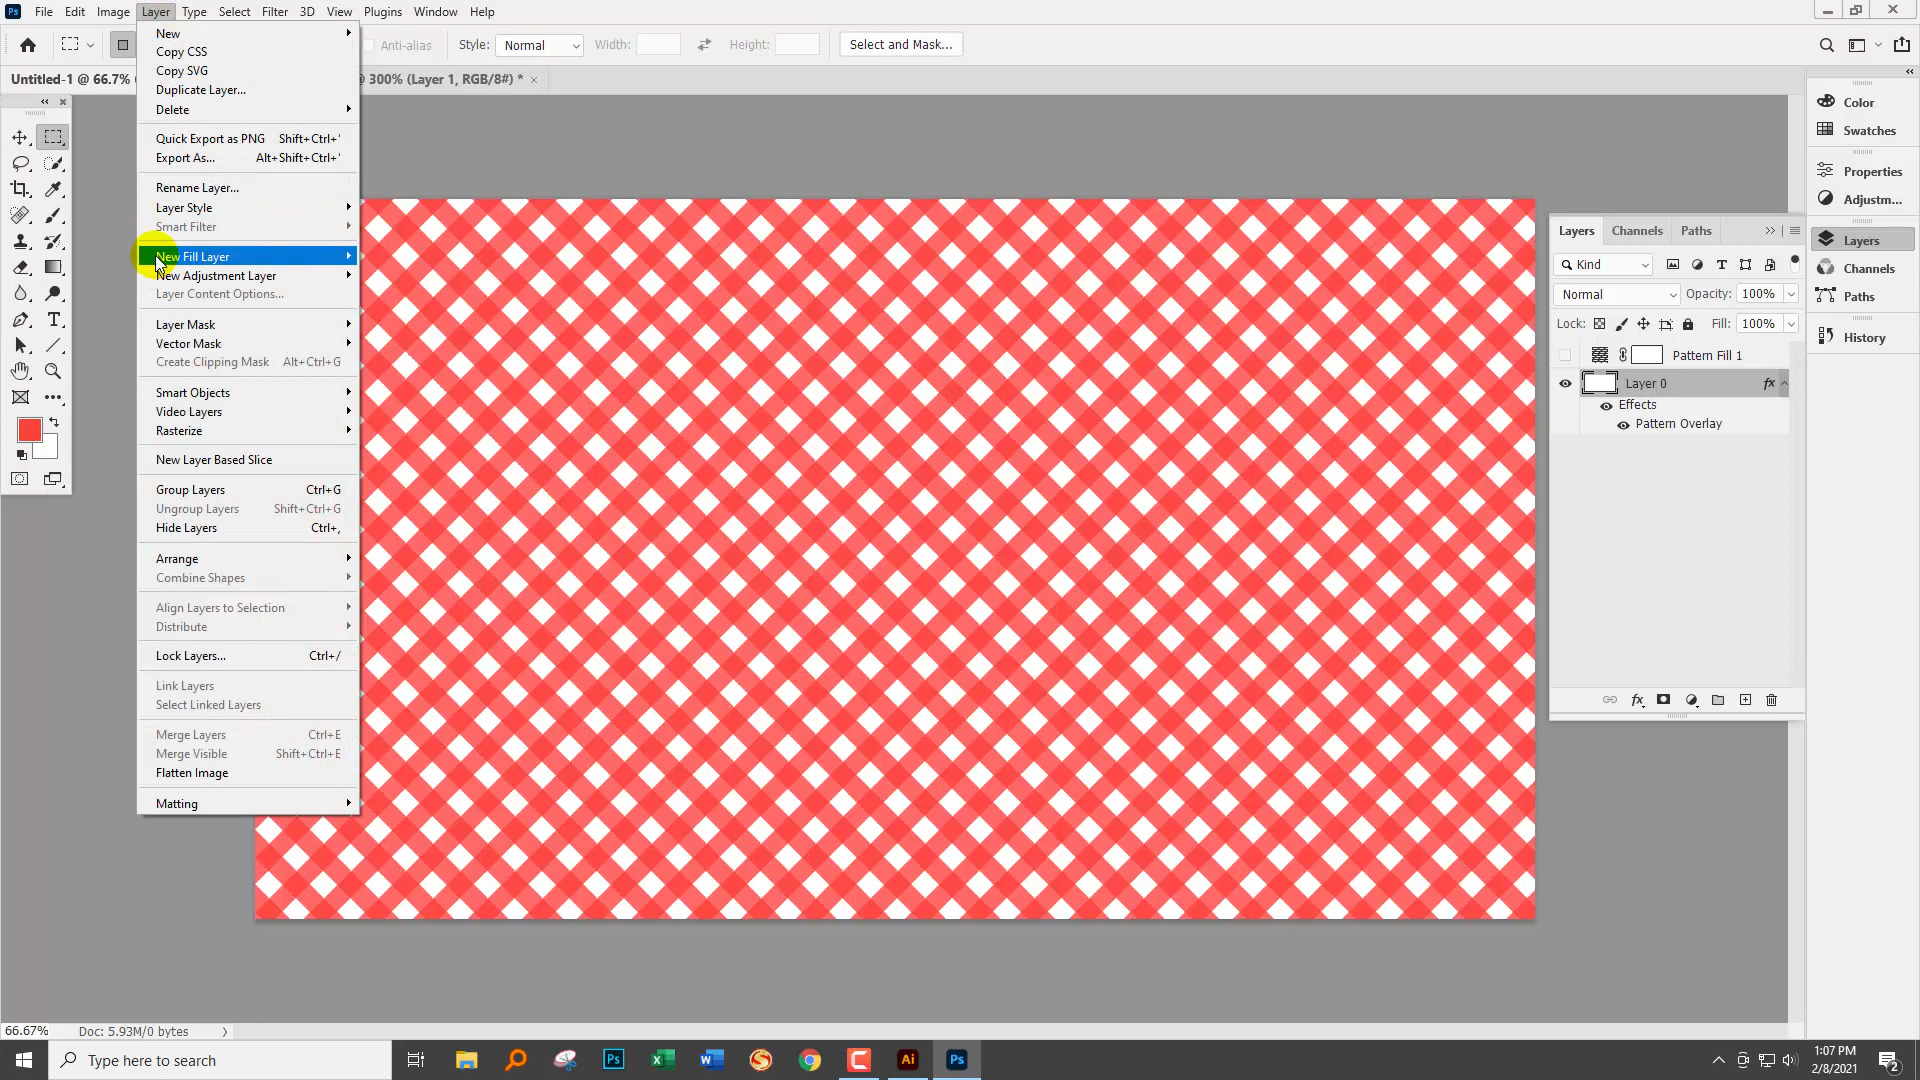 Ps File Edit Image Layer Type Select Filter 3D View Plugins Window Help
Anti-alias Style: Normal Width: Height: Select and Mask...
Untitled-1 @ 66.7% @ 300% (Layer 1, RGB/8#) * ×
New
Copy CSS
Copy SVG
Duplicate Layer...
Delete
Quick Export as PNG Shift+Ctrl+'
Export As... Alt+Shift+Ctrl+'
Rename Layer...
Layer Style
Smart Filter
New Fill Layer
New Adjustment Layer
Layer Content Options...
Layer Mask
Vector Mask
Create Clipping Mask Alt+Ctrl+G
Smart Objects
Video Layers
Rasterize
New Layer Based Slice
Group Layers Ctrl+G
Ungroup Layers Shift+Ctrl+G
Hide Layers Ctrl+,
Arrange
Combine Shapes
Align Layers to Selection
Distribute
Lock Layers... Ctrl+/
Link Layers
Select Linked Layers
Merge Layers Ctrl+E
Merge Visible Shift+Ctrl+E
Flatten Image
Matting
Layers Channels Paths
Kind
Normal Opacity: 100%
Lock: Fill: 100%
Pattern Fill 1
Layer 0 fx
Effects
Pattern Overlay
fx
Color
Swatches
Properties
Adjustm...
Layers
Channels
Paths
History
66.67% Doc: 5.93M/0 bytes
Type here to search
Ps
Ai
Ps
1:07 PM
2/8/2021
2